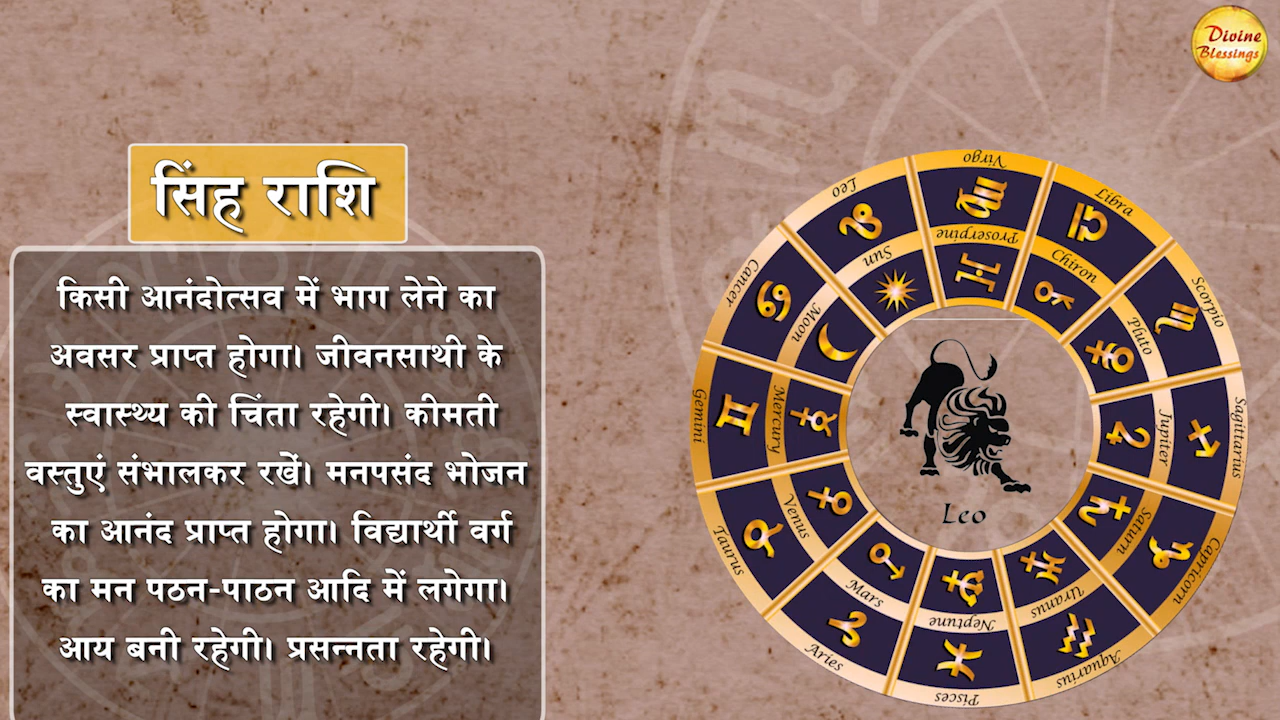 Divine
Blessings
सिंह राशि
किसी आनंदोत्सव में भाग लेने का
अवसर प्राप्त होगा। जीवनसाथी के
स्वास्थ्य की चिंता रहेगी। कीमती
वस्तुएं संभालकर रखें। मनपसंद भोजन
का आनंद प्राप्त होगा। विद्यार्थी वर्ग
का मन पठन-पाठन आदि में लगेगा।
आय बनी रहेगी। प्रसन्नता रहेगी।
Virgo
Libra
Scorpio
Sagittarius
Capricorn
Aquarius
Pisces
Aries
Taurus
Gemini
Cancer
Leo
Proserpine
Chiron
Pluto
Jupiter
Saturn
Uranus
Neptune
Mars
Venus
Mercury
Moon
Sun
Leo